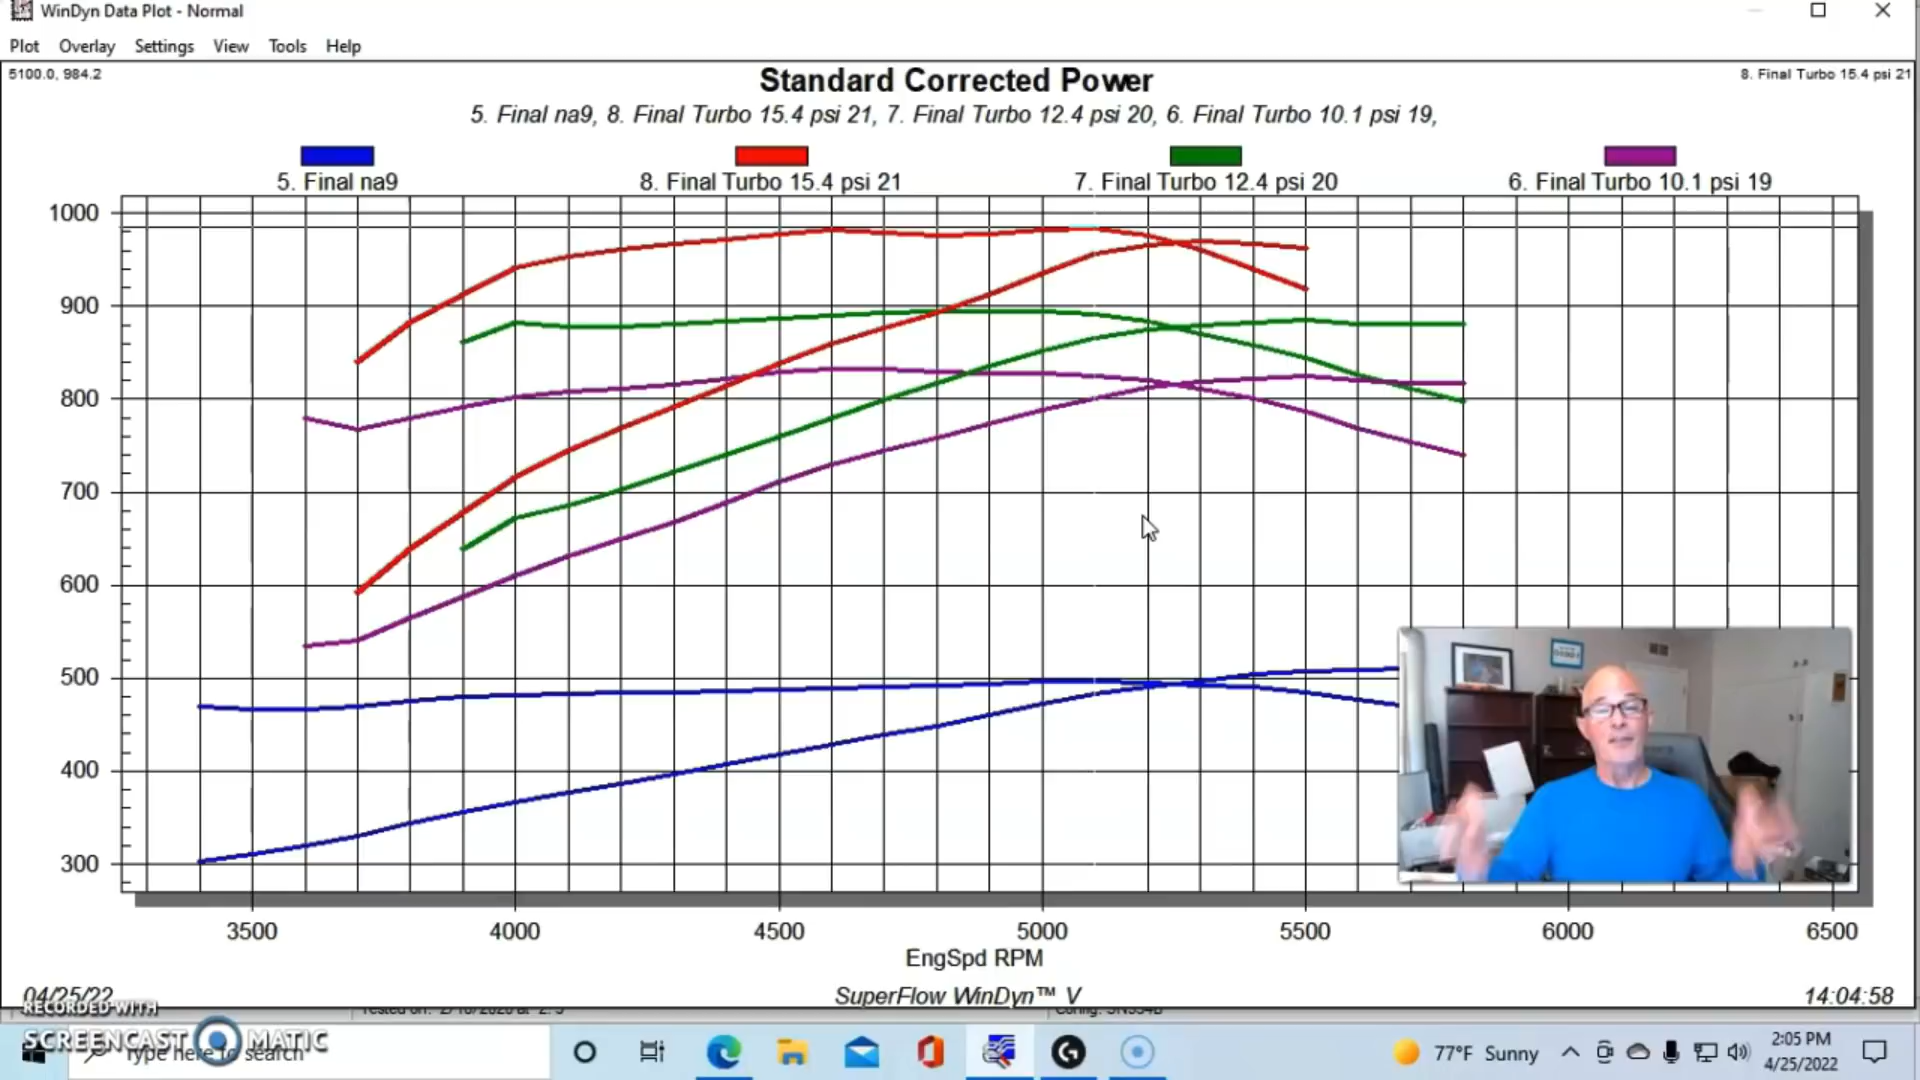 WinDyn Data Plot - Normal
Plot Overlay Settings View Tools Help
5100.0, 984.2
8. Final Turbo 15.4 psi 21
Standard Corrected Power
5. Final na9, 8. Final Turbo 15.4 psi 21, 7. Final Turbo 12.4 psi 20, 6. Final Turbo 10.1 psi 19,
5. Final na9
8. Final Turbo 15.4 psi 21
7. Final Turbo 12.4 psi 20
6. Final Turbo 10.1 psi 19
1000
900
800
700
600
500
400
300
3500 4000 4500 5000 5500 6000 6500
EngSpd RPM
04/25/22
SuperFlow WinDyn™ V
14:04:58
RECORDED WITH
SCREENCAST MATIC
Type here to search
77°F Sunny
2:05 PM
4/25/2022